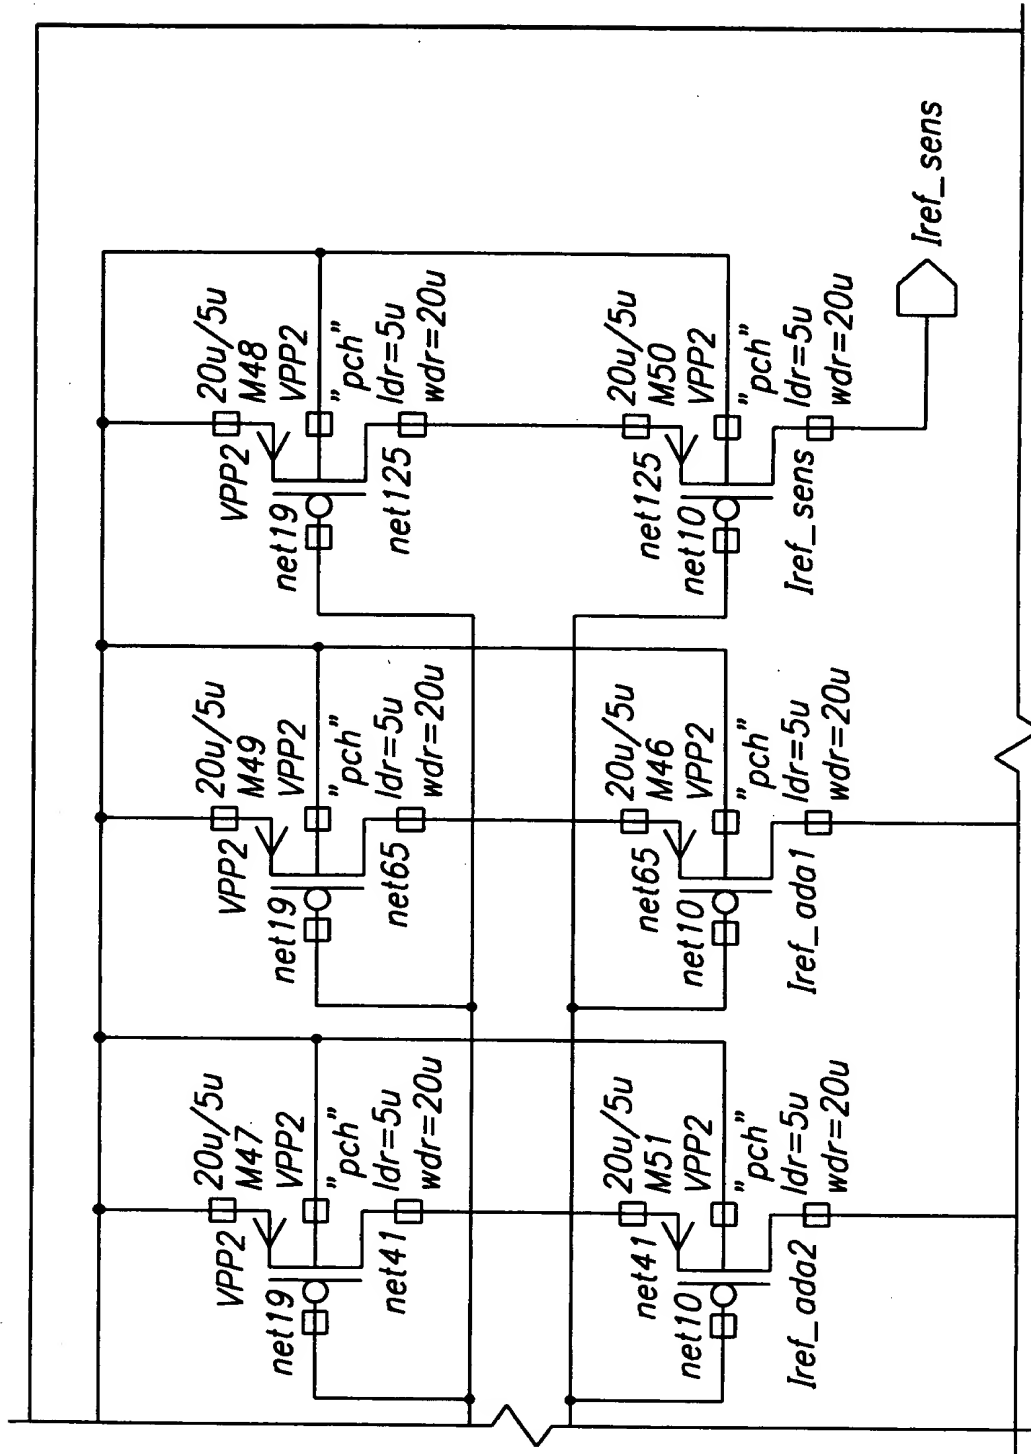 20u/5u
M47
VPP2
VPP2
net19
"pch"
ldr=5u
wdr=20u
net41
20u/5u
M49
VPP2
VPP2
net19
"pch"
ldr=5u
wdr=20u
net65
20u/5u
M48
VPP2
VPP2
net19
"pch"
ldr=5u
wdr=20u
net125
20u/5u
M51
net41
VPP2
net10
"pch"
ldr=5u
wdr=20u
Iref_ada2
20u/5u
M46
net65
VPP2
net10
"pch"
ldr=5u
wdr=20u
Iref_ada1
20u/5u
M50
net125
VPP2
net10
"pch"
ldr=5u
wdr=20u
Iref_sens
Iref_sens